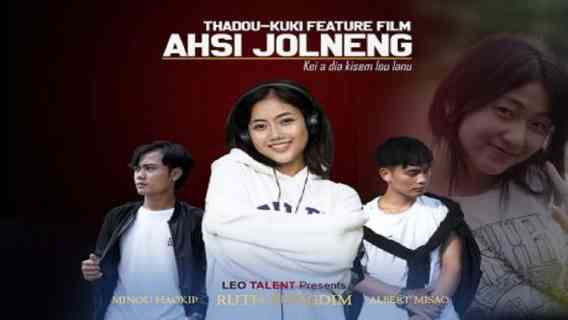 THADOU-KUKI FEATURE FILM
AHSI JOLNENG
Kei a dia kisem lou lanu
LEO TALENT Presents
MINOU HAOKIP RUTH ALBERT MISAO